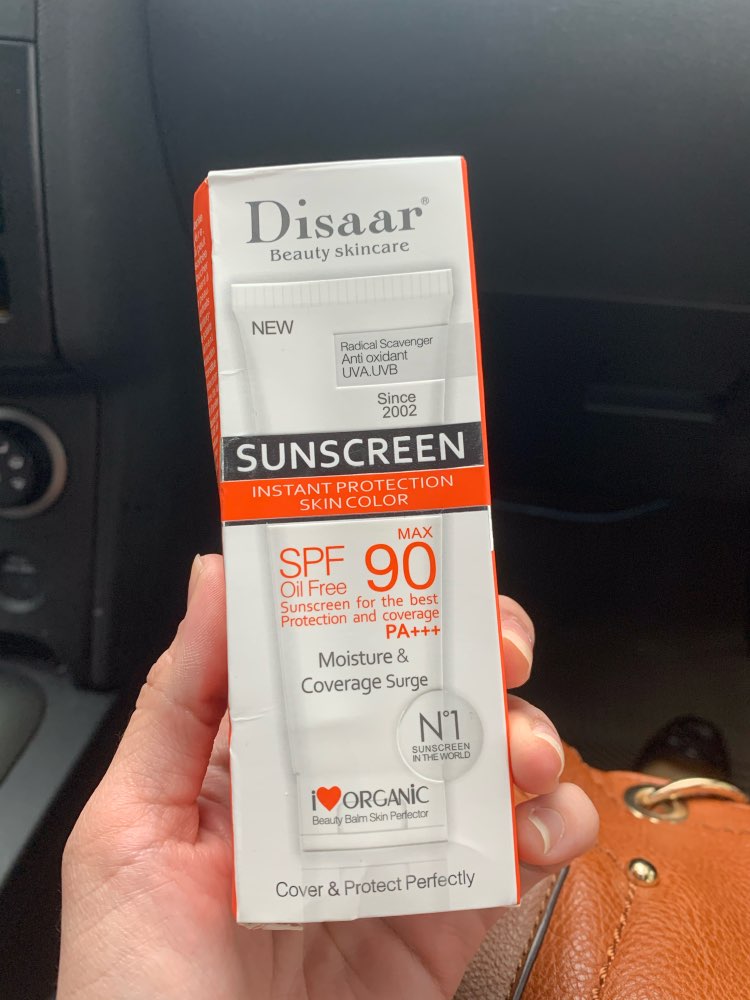 Disaar®
Beauty skincare
NEW
Radical Scavenger
Anti oxidant
UVA.UVB
Since
2002
SUNSCREEN
INSTANT PROTECTION
SKIN COLOR
MAX
SPF 90
Oil Free
Sunscreen for the best
Protection and coverage
PA+++
Moisture &
Coverage Surge
N°1
SUNSCREEN
IN THE WORLD
i♥ORGANiC
Beauty Balm Skin Perfector
Cover & Protect Perfectly